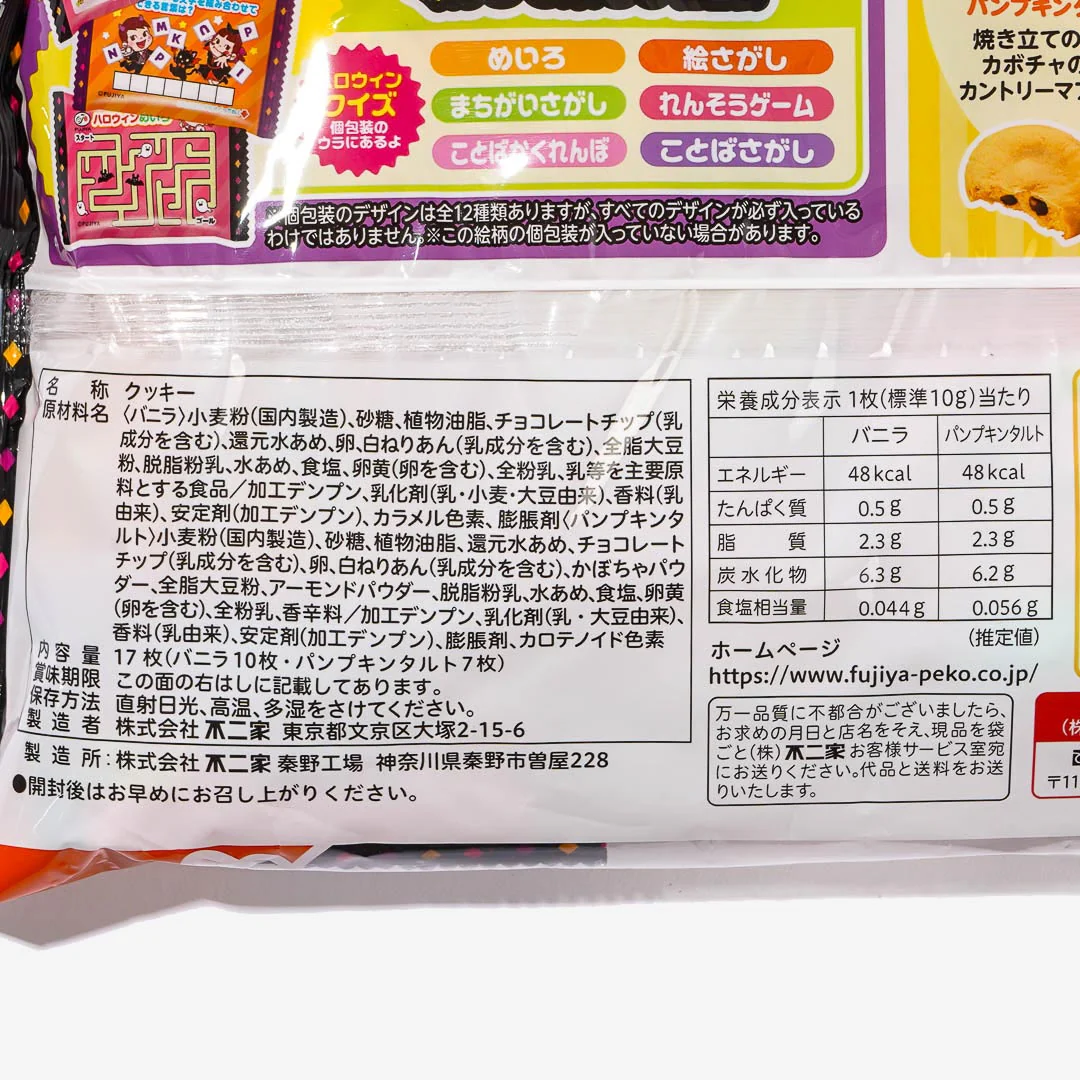 できる言葉は?
N M K N U P
P P I
©FUJIYA
ハロウィンめいろ
©FUJIYA
スタート
ゴール
©FUJIYA
ハロウィン
クイズ
個包装の
ウラにあるよ
めいろ
絵さがし
まちがいさがし
れんそうゲーム
ことばかくれんぼ
ことばさがし
※個包装のデザインは全12種類ありますが、すべてのデザインが必ず入っている
わけではありません。※この絵柄の個包装が入っていない場合があります。
パンプキンタ
焼き立ての
カボチャの
カントリーマア
名称 クッキー
原材料名 〈バニラ〉小麦粉(国内製造)、砂糖、植物油脂、チョコレートチップ(乳
成分を含む)、還元水あめ、卵、白ねりあん(乳成分を含む)、全脂大豆
粉、脱脂粉乳、水あめ、食塩、卵黄(卵を含む)、全粉乳、乳等を主要原
料とする食品/加工デンプン、乳化剤(乳・小麦・大豆由来)、香料(乳
由来)、安定剤(加工デンプン)、カラメル色素、膨脹剤〈パンプキンタ
ルト〉小麦粉(国内製造)、砂糖、植物油脂、還元水あめ、チョコレート
チップ(乳成分を含む)、卵、白ねりあん(乳成分を含む)、かぼちゃパウ
ダー、全脂大豆粉、アーモンドパウダー、脱脂粉乳、水あめ、食塩、卵黄
(卵を含む)、全粉乳、香辛料/加工デンプン、乳化剤(乳・大豆由来)、
香料(乳由来)、安定剤(加工デンプン)、膨脹剤、カロテノイド色素
内容量 17枚(バニラ10枚・パンプキンタルト7枚)
賞味期限 この面の右はしに記載してあります。
保存方法 直射日光、高温、多湿をさけてください。
製造者 株式会社 不二家 東京都文京区大塚2-15-6
製造所:株式会社 不二家 秦野工場 神奈川県秦野市曽屋228
●開封後はお早めにお召し上がりください。
栄養成分表示 1枚(標準10g)当たり
バニラ パンプキンタルト
エネルギー 48kcal 48kcal
たんぱく質 0.5g 0.5g
脂質 2.3g 2.3g
炭水化物 6.3g 6.2g
食塩相当量 0.044g 0.056g
(推定値)
ホームページ
https://www.fujiya-peko.co.jp/
万一品質に不都合がございましたら、
お求めの月日と店名をそえ、現品を袋
ごと(株)不二家お客様サービス室宛
にお送りください。代品と送料をお送
りいたします。
(株
〒11